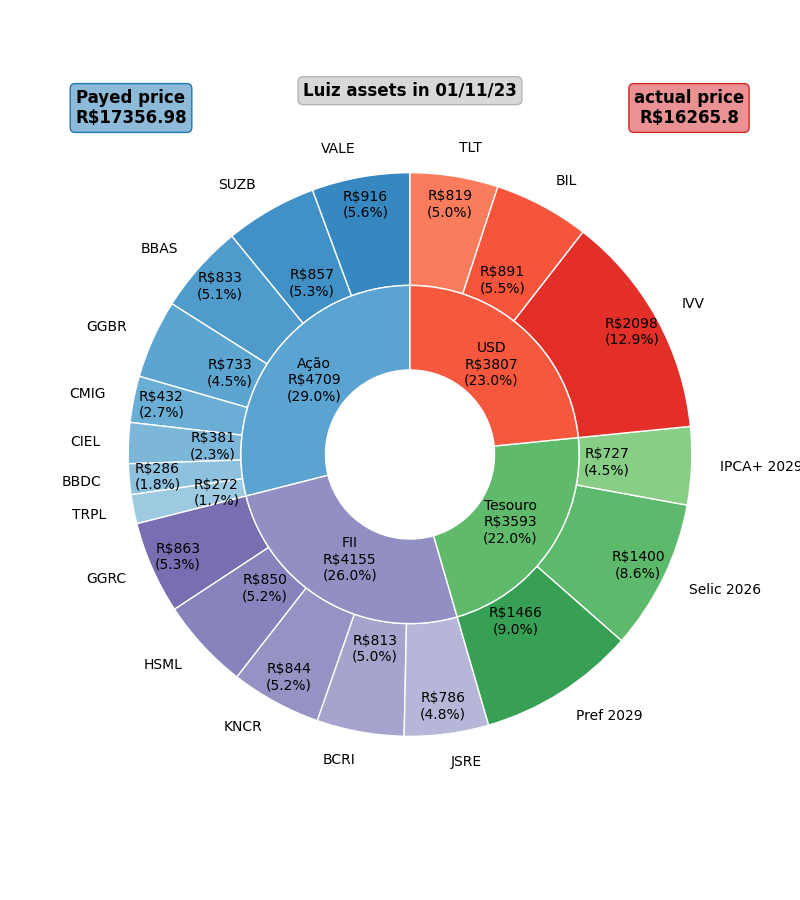 Luiz assets in 01/11/23
Payed price
R$17356.98
actual price
R$16265.8
VALE
TLT
SUZB
BIL
BBAS
IVV
GGBR
CMIG
CIEL
BBDC
TRPL
GGRC
HSML
KNCR
BCRI
JSRE
Pref 2029
Selic 2026
IPCA+ 2029
R$916
(5.6%)
R$819
(5.0%)
R$857
(5.3%)
R$891
(5.5%)
R$833
(5.1%)
R$2098
(12.9%)
R$733
(4.5%)
R$432
(2.7%)
R$381
(2.3%)
R$286
(1.8%)
R$272
(1.7%)
R$863
(5.3%)
R$850
(5.2%)
R$844
(5.2%)
R$813
(5.0%)
R$786
(4.8%)
R$1466
(9.0%)
R$1400
(8.6%)
R$727
(4.5%)
Ação
R$4709
(29.0%)
USD
R$3807
(23.0%)
Tesouro
R$3593
(22.0%)
FII
R$4155
(26.0%)